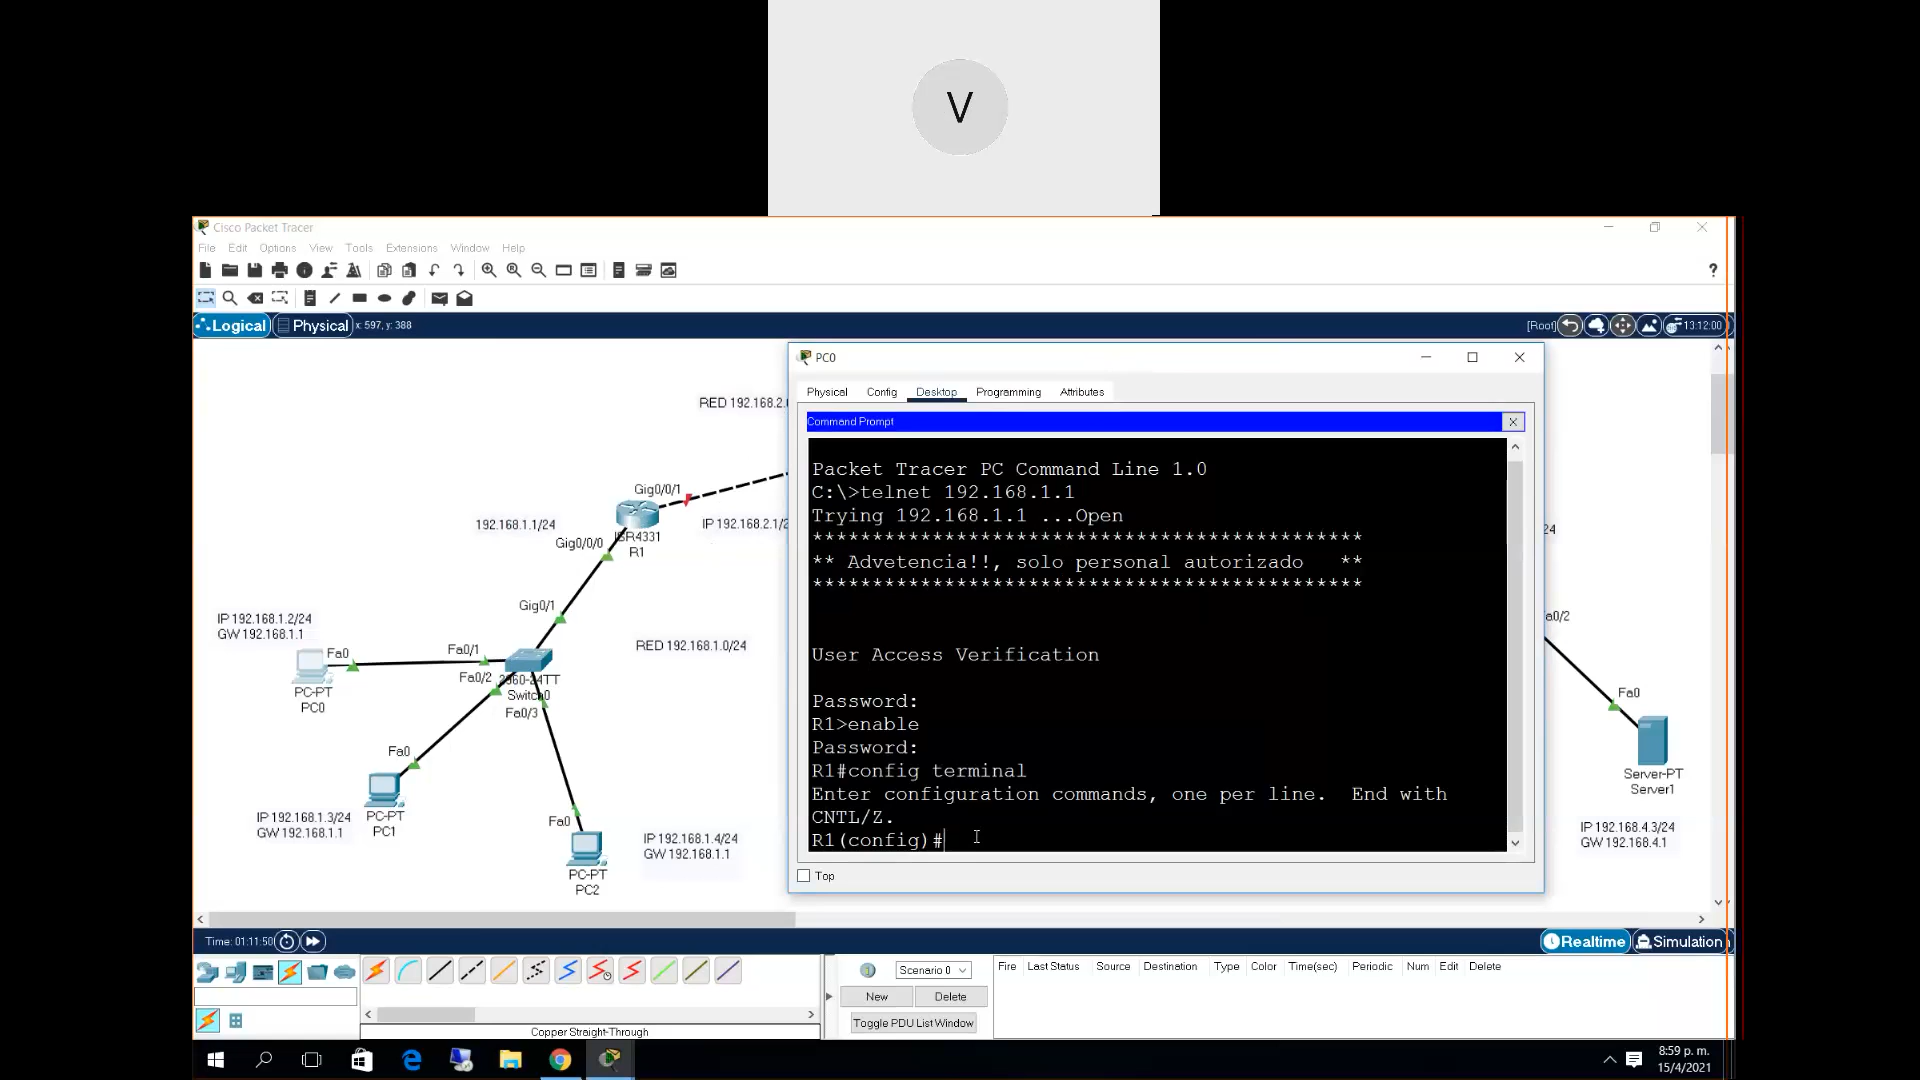 V
Cisco Packet Tracer
File Edit Options View Tools Extensions Window Help
?
Logical Physical x: 597, y: 388 [Root] 13:12:00
PC0
Physical Config Desktop Programming Attributes
Command Prompt X
Packet Tracer PC Command Line 1.0
C:\>telnet 192.168.1.1
Trying 192.168.1.1 ...Open
***********************************************
** Advetencia!!, solo personal autorizado **
***********************************************
User Access Verification
Password:
R1>enable
Password:
R1#config terminal
Enter configuration commands, one per line. End with
CNTL/Z.
R1(config)#
Top
RED 192.168.2.
Gig0/0/1
192.168.1.1/24
IP 192.168.2.1/2
Gig0/0/0
ISR4331
R1
Gig0/1
RED 192.168.1.0/24
IP 192.168.1.2/24
GW 192.168.1.1
Fa0
Fa0/1
Fa0/2
2960-24TT
Switch0
Fa0/3
PC-PT
PC0
Fa0
IP 192.168.1.3/24
GW 192.168.1.1
PC-PT
PC1
Fa0
IP 192.168.1.4/24
GW 192.168.1.1
PC-PT
PC2
24
a0/2
Fa0
Server-PT
Server1
IP 192.168.4.3/24
GW 192.168.4.1
Time: 01:11:50 Realtime Simulation
Scenario 0
New Delete
Toggle PDU List Window
Fire Last Status Source Destination Type Color Time(sec) Periodic Num Edit Delete
Copper Straight-Through
8:59 p. m.
15/4/2021